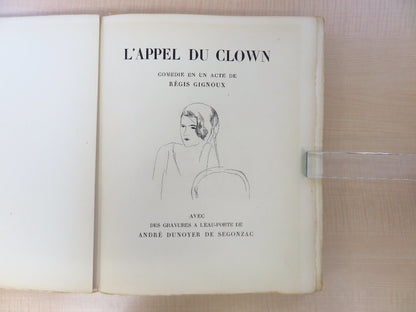 L'APPEL DU CLOWN
COMÉDIE EN UN ACTE DE
RÉGIS GIGNOUX
AVEC
DES GRAVURES A L'EAU-FORTE DE
ANDRÉ DUNOYER DE SEGONZAC